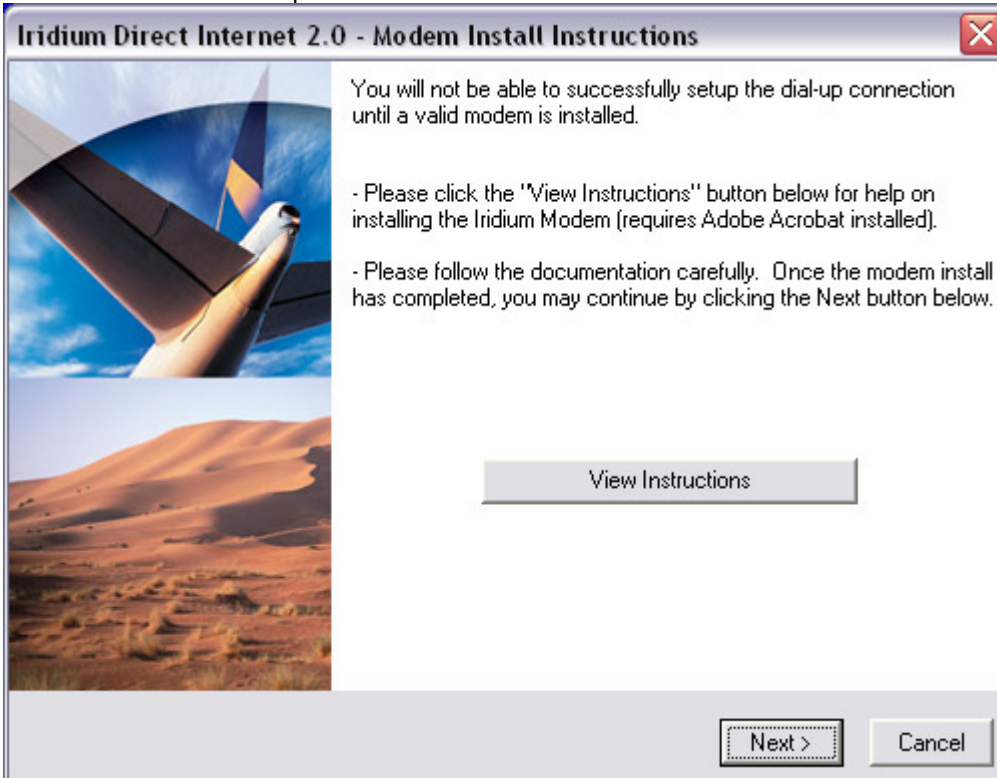 Iridium Direct Internet 2.0 - Modem Install Instructions
You will not be able to successfully setup the dial-up connection
until a valid modem is installed.
- Please click the "View Instructions" button below for help on
installing the Iridium Modem (requires Adobe Acrobat installed).
- Please follow the documentation carefully.  Once the modem install
has completed, you may continue by clicking the Next button below.
View Instructions
Next >
Cancel